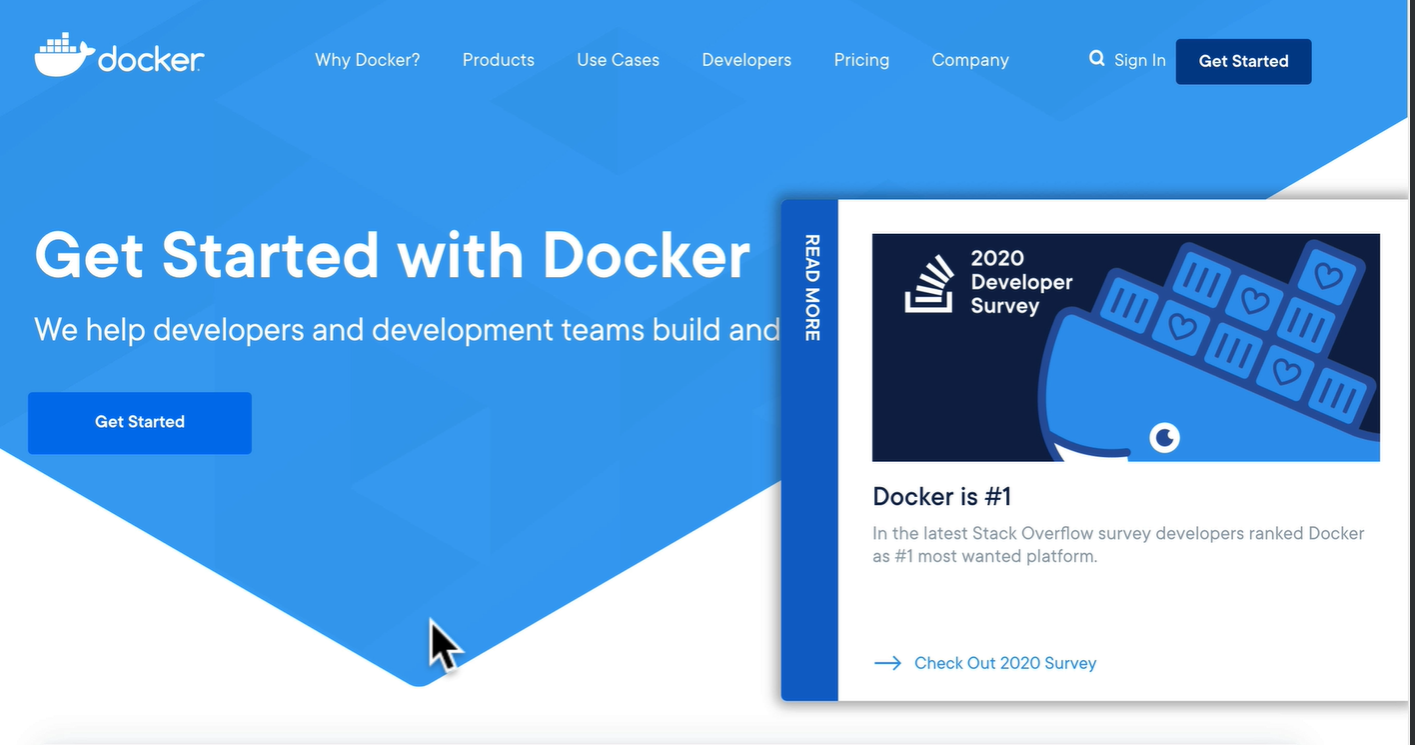 docker
Why Docker?
Products
Use Cases
Developers
Pricing
Company
Sign In
Get Started
Get Started with Docker
We help developers and development teams build and
Get Started
READ MORE
2020
Developer
Survey
Docker is #1
In the latest Stack Overflow survey developers ranked Docker
as #1 most wanted platform.
Check Out 2020 Survey